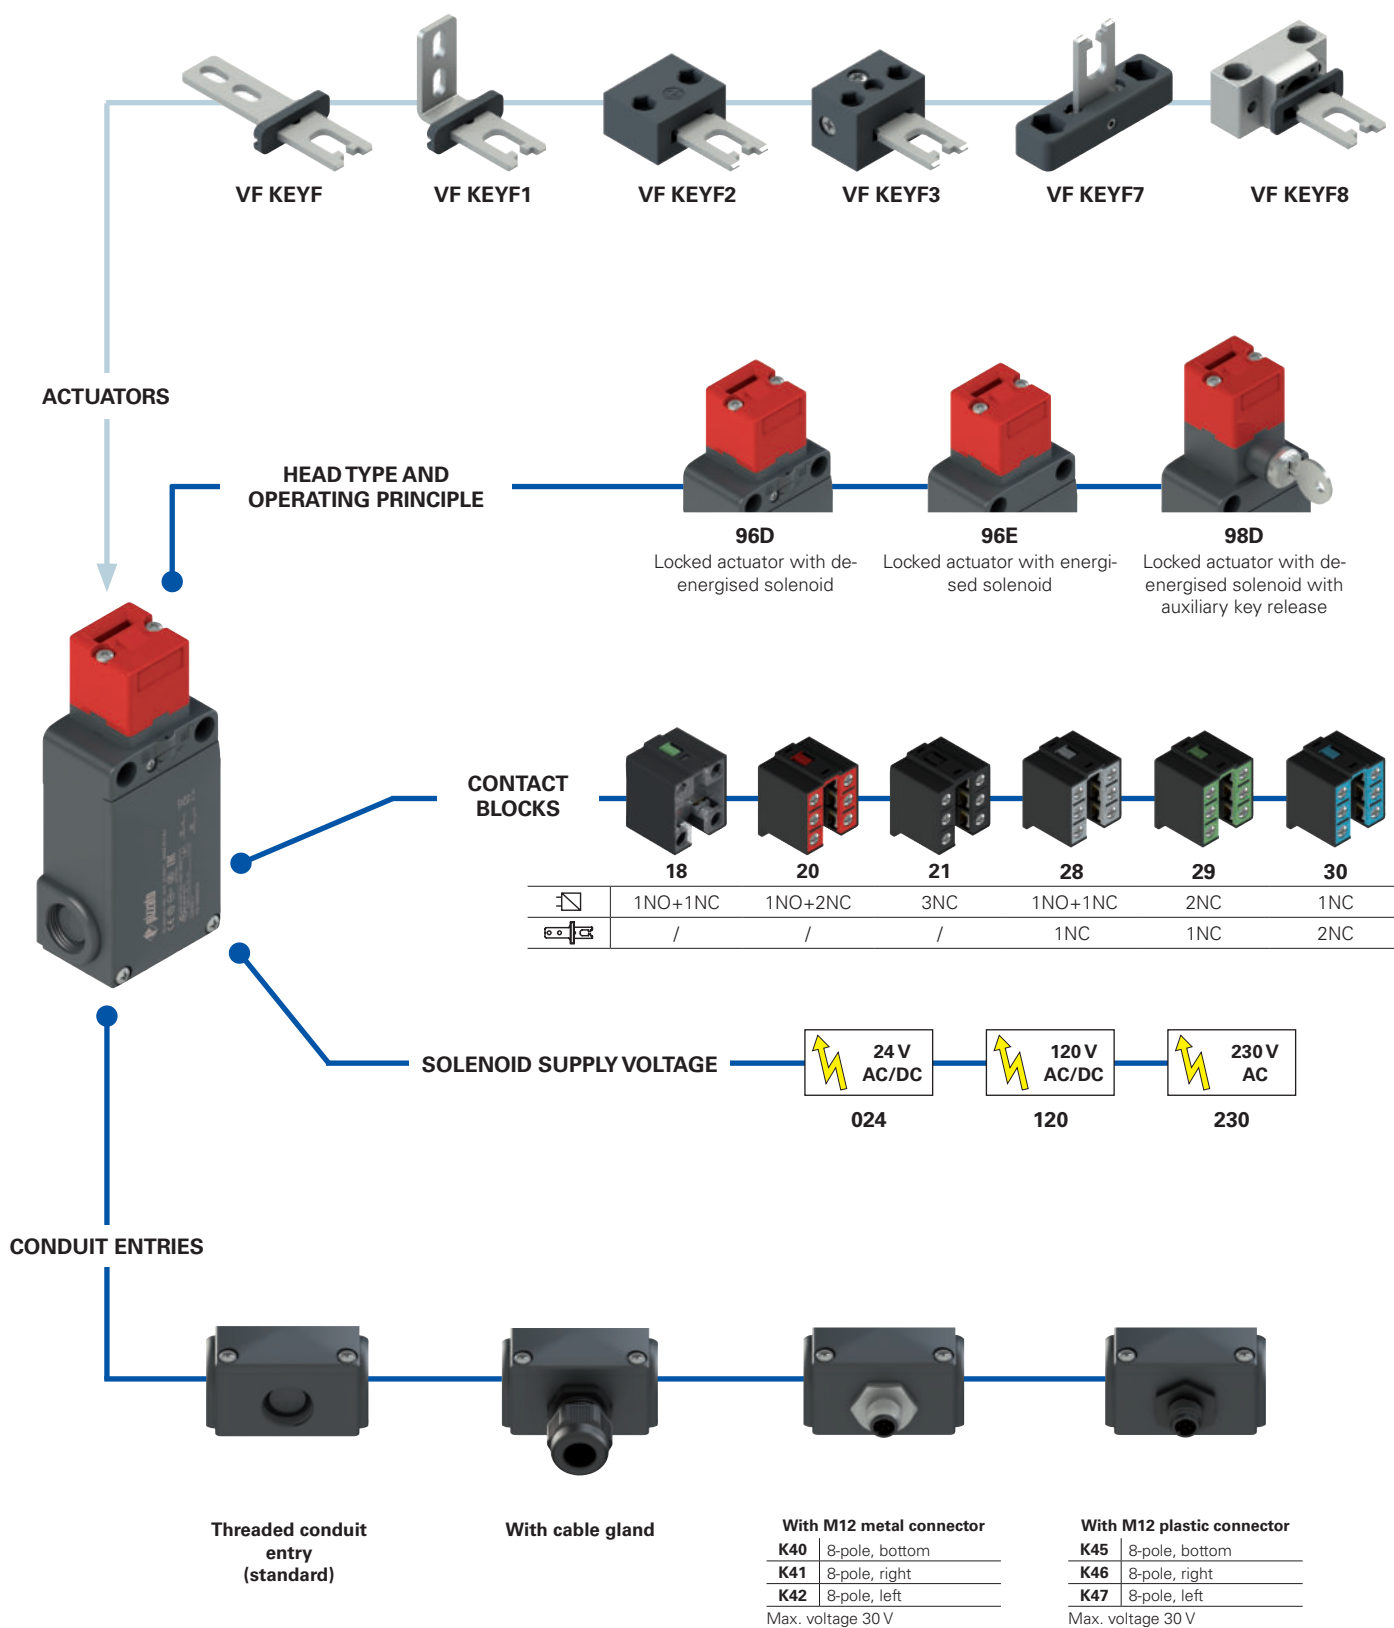 VF KEYF
VF KEYF1
VF KEYF2
VF KEYF3
VF KEYF7
VF KEYF8
ACTUATORS
HEAD TYPE AND
OPERATING PRINCIPLE
96D
Locked actuator with de-
energised solenoid
96E
Locked actuator with energi-
sed solenoid
98D
Locked actuator with de-
energised solenoid with
auxiliary key release
pizzato
CONTACT
BLOCKS
18 20 21 28 29 30
1NO+1NC 1NO+2NC 3NC 1NO+1NC 2NC 1NC
/ / / 1NC 1NC 2NC
SOLENOID SUPPLY VOLTAGE
24 V
AC/DC
024
120 V
AC/DC
120
230 V
AC
230
CONDUIT ENTRIES
Threaded conduit
entry
(standard)
With cable gland
With M12 metal connector
K40 8-pole, bottom
K41 8-pole, right
K42 8-pole, left
Max. voltage 30 V
With M12 plastic connector
K45 8-pole, bottom
K46 8-pole, right
K47 8-pole, left
Max. voltage 30 V